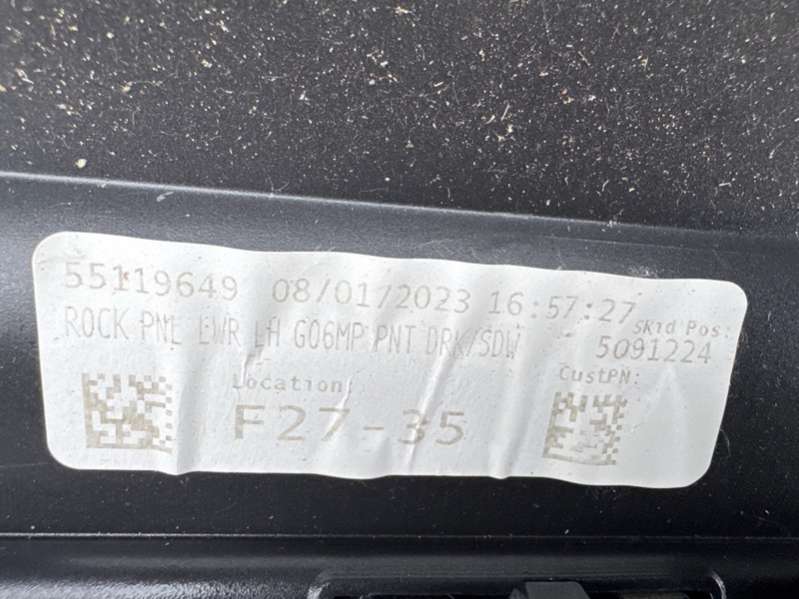 55119649 08/01/2023 16:57:27
ROCK PNL LWR LH G06MP PNT DRK/SDW
Skid Pos:
5091224
Location:
CustPN:
F27-35